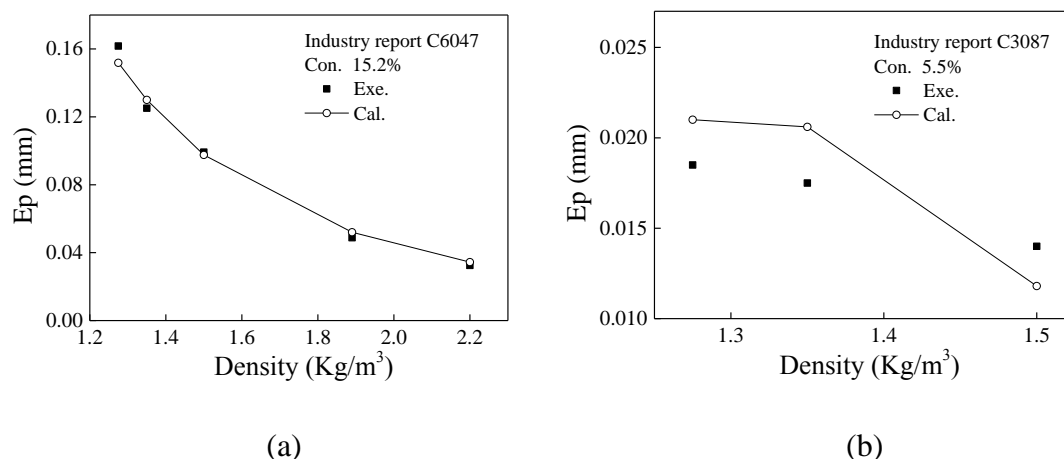 Industry report C6047
Con. 15.2%
Exe.
Cal.
Ep (mm)
0.16
0.12
0.08
0.04
0.00
1.2 1.4 1.6 1.8 2.0 2.2
Density (Kg/m³)
(a)
Industry report C3087
Con. 5.5%
Exe.
Cal.
Ep (mm)
0.025
0.020
0.015
0.010
1.3 1.4 1.5
Density (Kg/m³)
(b)